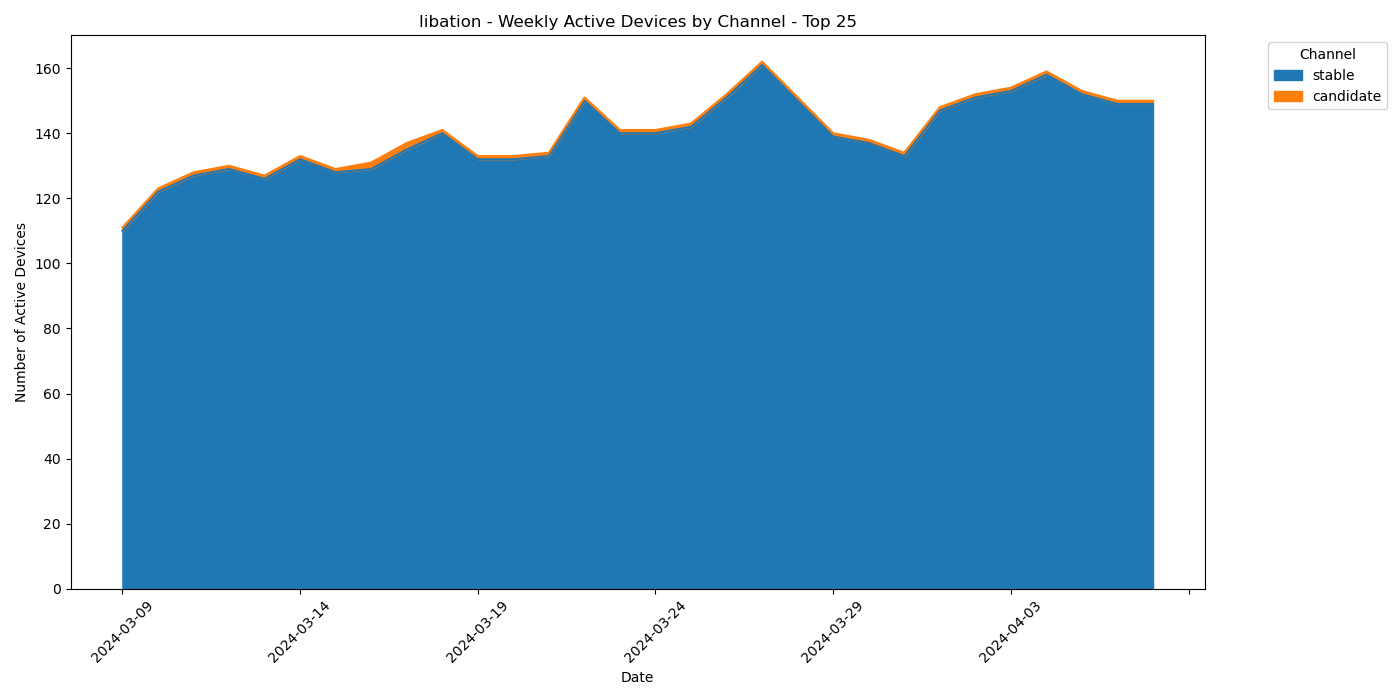 libation - Weekly Active Devices by Channel - Top 25
Channel
stable
candidate
Number of Active Devices
160
140
120
100
80
60
40
20
0
2024-03-09
2024-03-14
2024-03-19
2024-03-24
2024-03-29
2024-04-03
Date